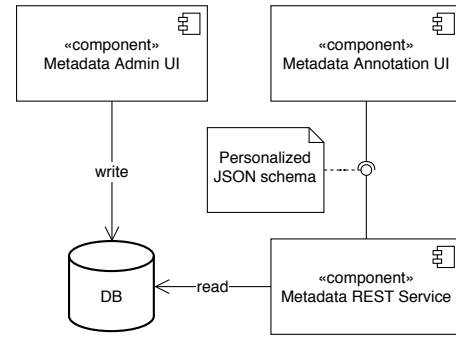 «component»
Metadata Admin UI
«component»
Metadata Annotation UI
write
Personalized
JSON schema
DB
read
«component»
Metadata REST Service